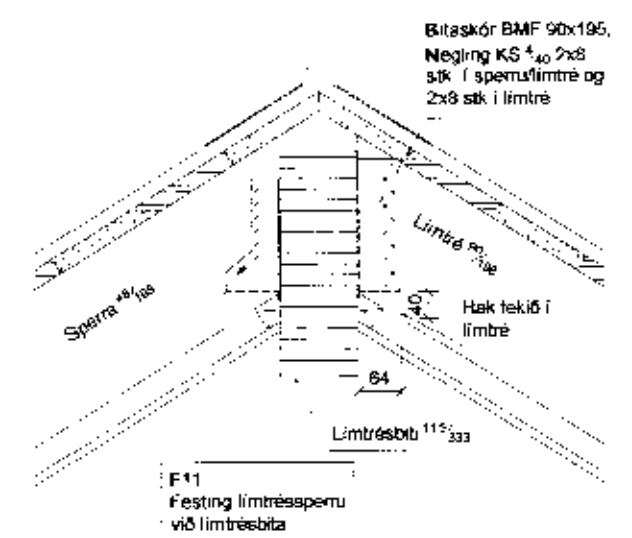 Bitaskór BMF 90x195,
Negling KS 4/40 2x8
stk í sperru/límtré og
2x8 stk í límtré
Límtré 90/198
Sperra 48/198
40
Hak tekið í
límtré
64
Límtrésbiti 115/333
F11
Festing límtréssperru
við límtrésbita